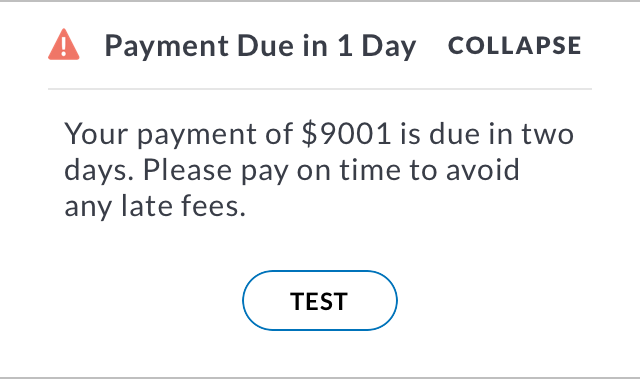 Payment Due in 1 Day COLLAPSE
Your payment of $9001 is due in two
days. Please pay on time to avoid
any late fees.
TEST